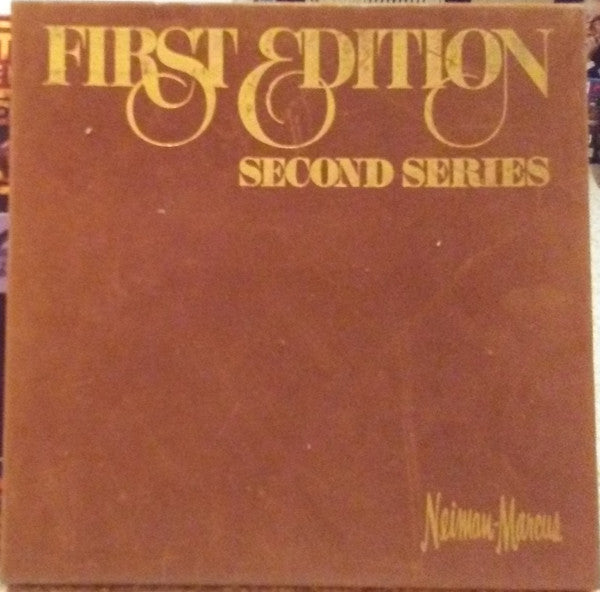 FIRST EDITION
SECOND SERIES
Neiman-Marcus